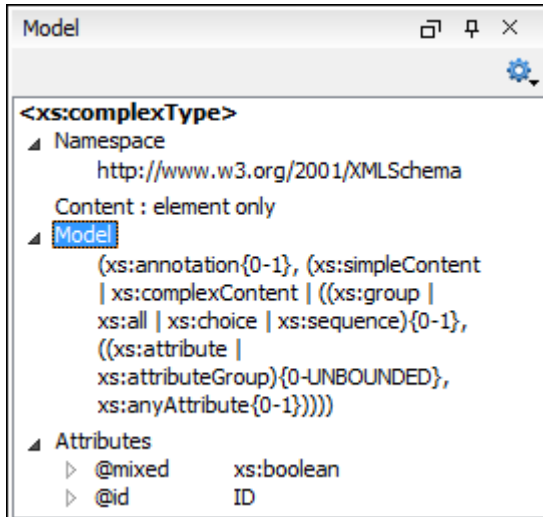 Model
<xs:complexType>
Namespace
http://www.w3.org/2001/XMLSchema
Content : element only
Model
(xs:annotation{0-1}, (xs:simpleContent
| xs:complexContent | ((xs:group |
xs:all | xs:choice | xs:sequence){0-1},
((xs:attribute |
xs:attributeGroup){0-UNBOUNDED},
xs:anyAttribute{0-1}))))
Attributes
@mixed xs:boolean
@id ID